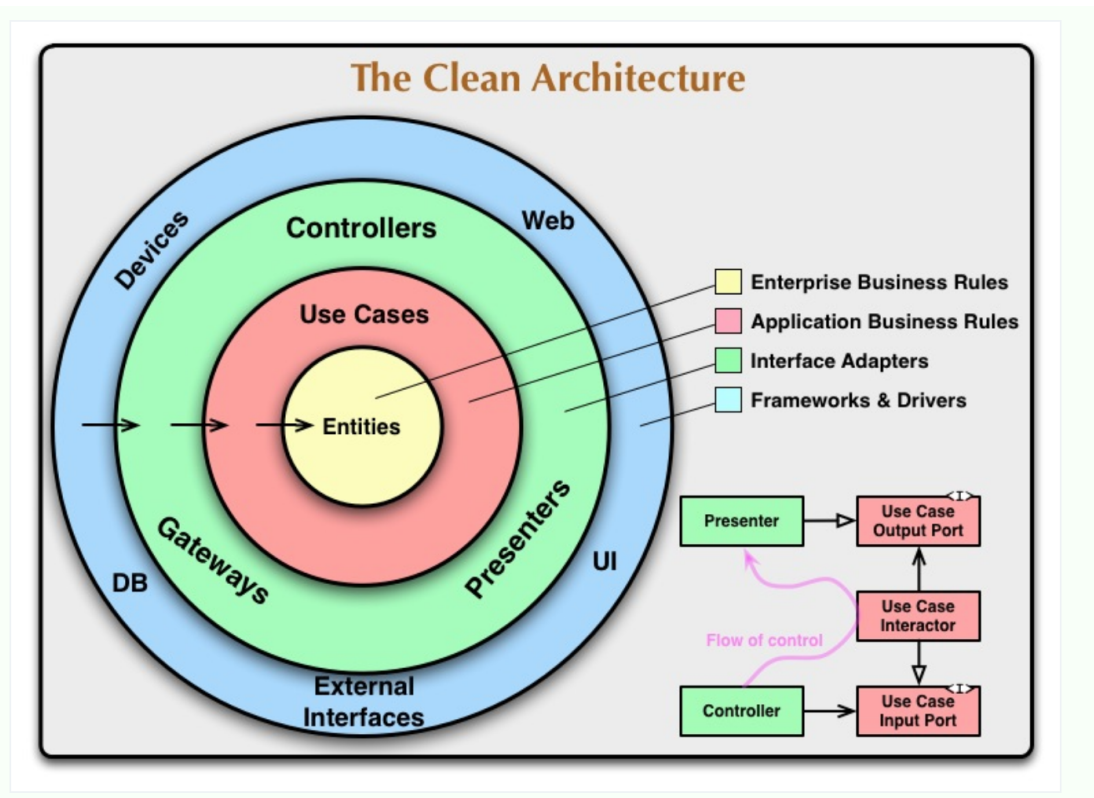 The Clean Architecture
Devices
Web
Controllers
Use Cases
Entities
Gateways
Presenters
DB
UI
External
Interfaces
Enterprise Business Rules
Application Business Rules
Interface Adapters
Frameworks & Drivers
Presenter
<I>
Use Case
Output Port
Use Case
Interactor
Flow of control
Controller
<I>
Use Case
Input Port